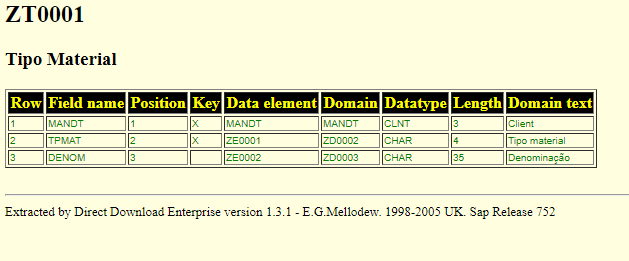 ZT0001
Tipo Material
Row Field name Position Key Data element Domain Datatype Length Domain text
1 MANDT 1 X MANDT MANDT CLNT 3 Client
2 TPMAT 2 X ZE0001 ZD0002 CHAR 4 Tipo material
3 DENOM 3 ZE0002 ZD0003 CHAR 35 Denominação
Extracted by Direct Download Enterprise version 1.3.1 - E.G.Mellodew. 1998-2005 UK. Sap Release 752